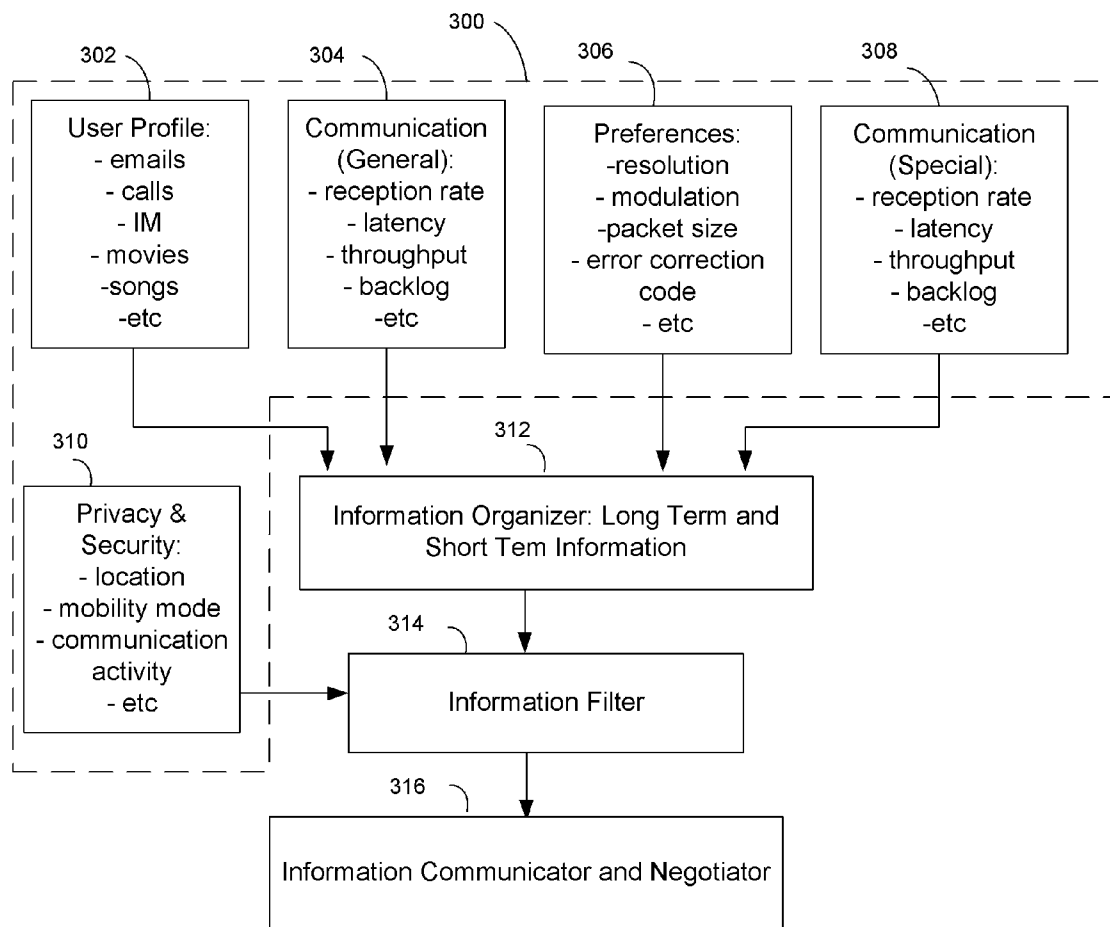 300
302
304
306
308
User Profile:
- emails
- calls
- IM
- movies
-songs
-etc
Communication
(General):
- reception rate
- latency
- throughput
- backlog
-etc
Preferences:
-resolution
- modulation
-packet size
- error correction
code
- etc
Communication
(Special):
- reception rate
- latency
- throughput
- backlog
-etc
310
312
Privacy &
Security:
- location
- mobility mode
- communication
activity
- etc
Information Organizer: Long Term and
Short Tem Information
314
Information Filter
316
Information Communicator and Negotiator